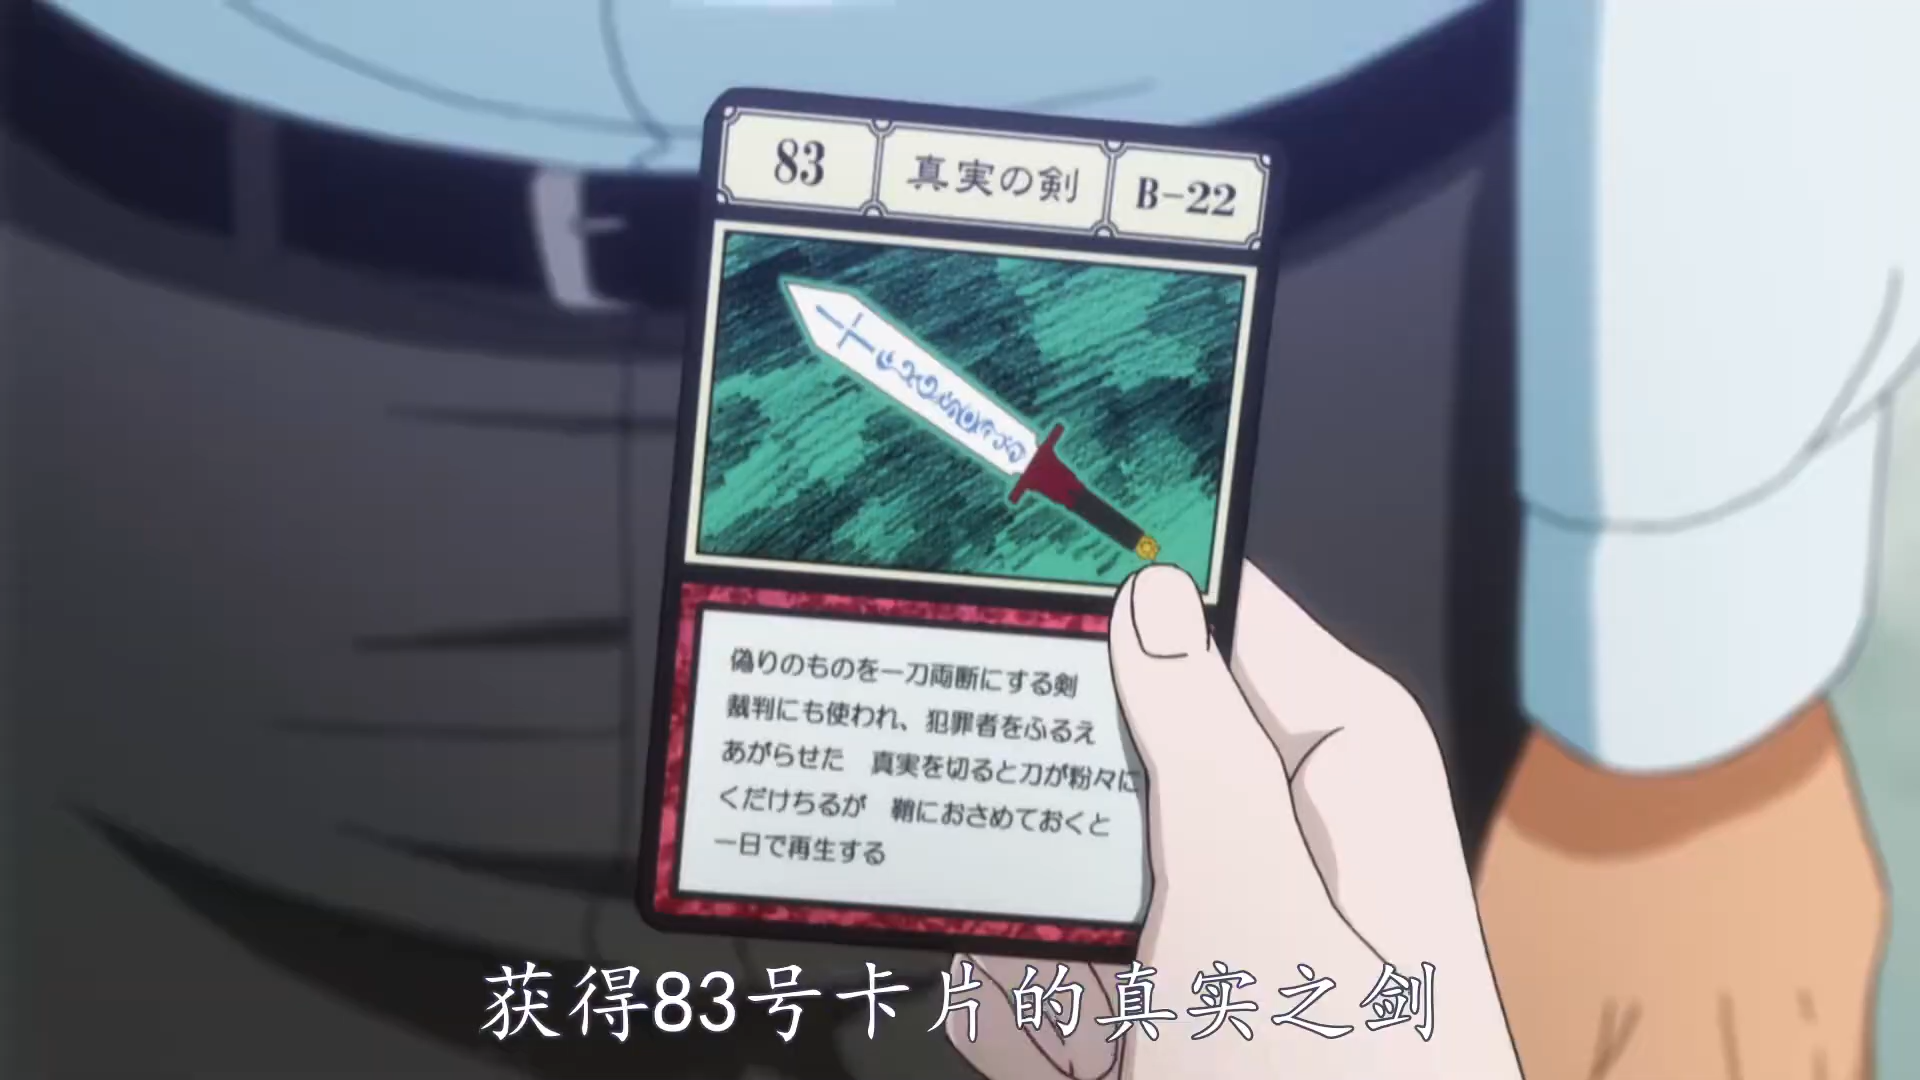 83 真実の剣 B-22
偽りのものを一刀両断にする剣
裁判にも使われ、犯罪者をふるえ
あがらせた　真実を切ると刀が粉々に
くだけちるが　鞘におさめておくと
一日で再生する
获得83号卡片的真实之剑